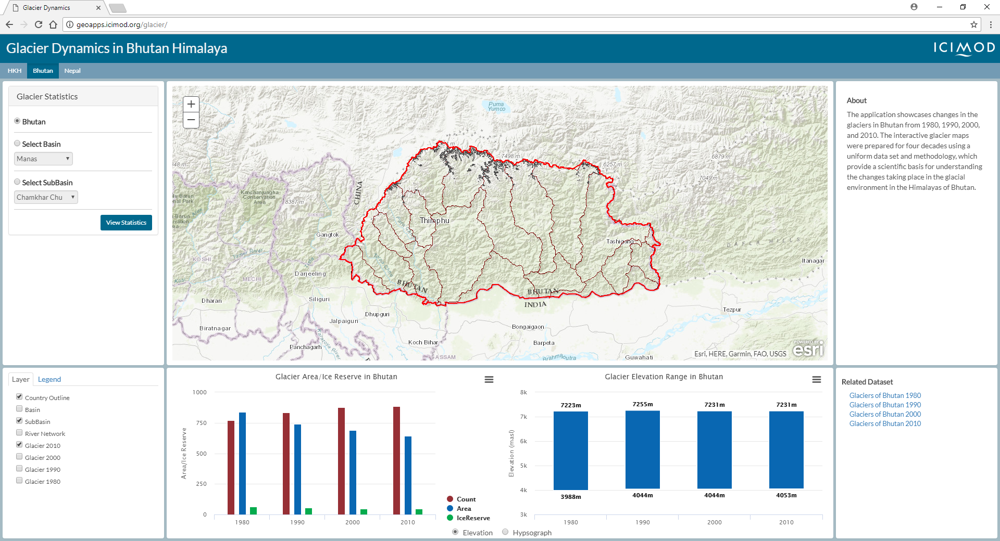 Glacier Dynamics
geoapps.icimod.org/glacier/
Glacier Dynamics in Bhutan Himalaya
ICIMOD
HKH
Bhutan
Nepal
Glacier Statistics
Bhutan
Select Basin
Manas
Select SubBasin
Chamkhar Chu
View Statistics
+
−
Puma
Yumco
7498 m
6257 m
6879 m
7049 m
848 m
CHINA
Kanchanjungha
Conservation
Area
8387 m
SIKKIM
Thimphu
Gangtok
Tashigang
DAFLA HILLS
KOSHI
Tamur River
Itanagar
Darjeeling
MECHI
BHUTAN
BHUTAN
INDIA
Dharan
Siliguri
Dhupguri
Tezpur
Jalpaiguri
Biratnagar
Bongaigaon
Koch Bihar
Barpeta
Panchagarh
ASSAM
Guwahati
Esri, HERE, Garmin, FAO, USGS
POWERED BY
esri
About
The application showcases changes in the
glaciers in Bhutan from 1980, 1990, 2000,
and 2010. The interactive glacier maps
were prepared for four decades using a
uniform data set and methodology, which
provide a scientific basis for understanding
the changes taking place in the glacial
environment in the Himalayas of Bhutan.
Layer
Legend
Country Outline
Basin
SubBasin
River Network
Glacier 2010
Glacier 2000
Glacier 1990
Glacier 1980
Glacier Area/Ice Reserve in Bhutan
Area/Ice Reserve
1000
750
500
250
0
1980
1990
2000
2010
Count
Area
IceReserve
Glacier Elevation Range in Bhutan
Elevation (masl)
8k
7k
6k
5k
4k
3k
7223m
7255m
7231m
7231m
3988m
4044m
4044m
4053m
1980
1990
2000
2010
Elevation
Hypsograph
Related Dataset
Glaciers of Bhutan 1980
Glaciers of Bhutan 1990
Glaciers of Bhutan 2000
Glaciers of Bhutan 2010